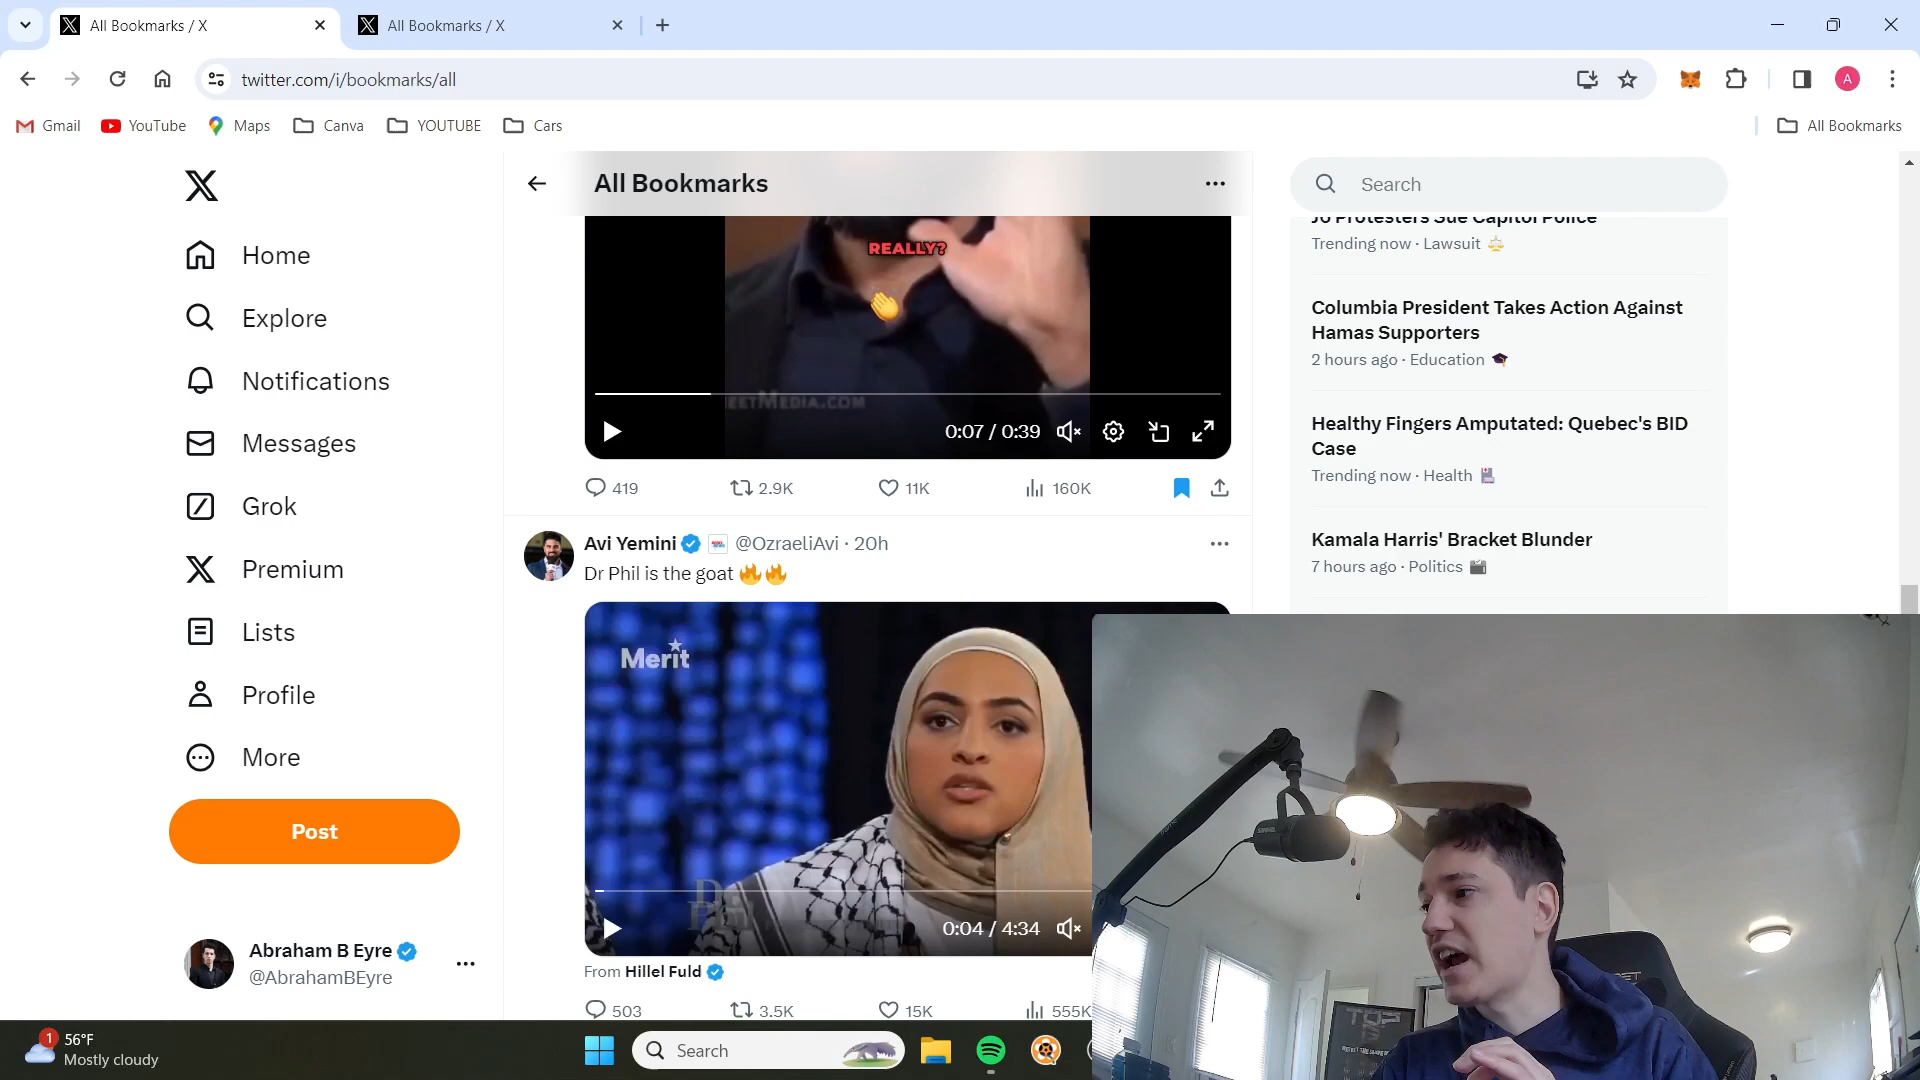 All Bookmarks / X
All Bookmarks / X
twitter.com/i/bookmarks/all
A
Gmail
YouTube
Maps
Canva
YOUTUBE
Cars
All Bookmarks
Home
Explore
Notifications
Messages
Grok
Premium
Lists
Profile
More
Post
Abraham B Eyre
@AbrahamBEyre
All Bookmarks
REALLY?
EETMEDIA.COM
0:07 / 0:39
419
2.9K
11K
160K
Avi Yemini @OzraeliAvi · 20h
Dr Phil is the goat
Merit
0:04 / 4:34
From Hillel Fuld
503
3.5K
15K
555K
Search
J6 Protesters Sue Capitol Police
Trending now · Lawsuit
Columbia President Takes Action Against
Hamas Supporters
2 hours ago · Education
Healthy Fingers Amputated: Quebec's BID
Case
Trending now · Health
Kamala Harris' Bracket Blunder
7 hours ago · Politics
1
56°F
Mostly cloudy
Search